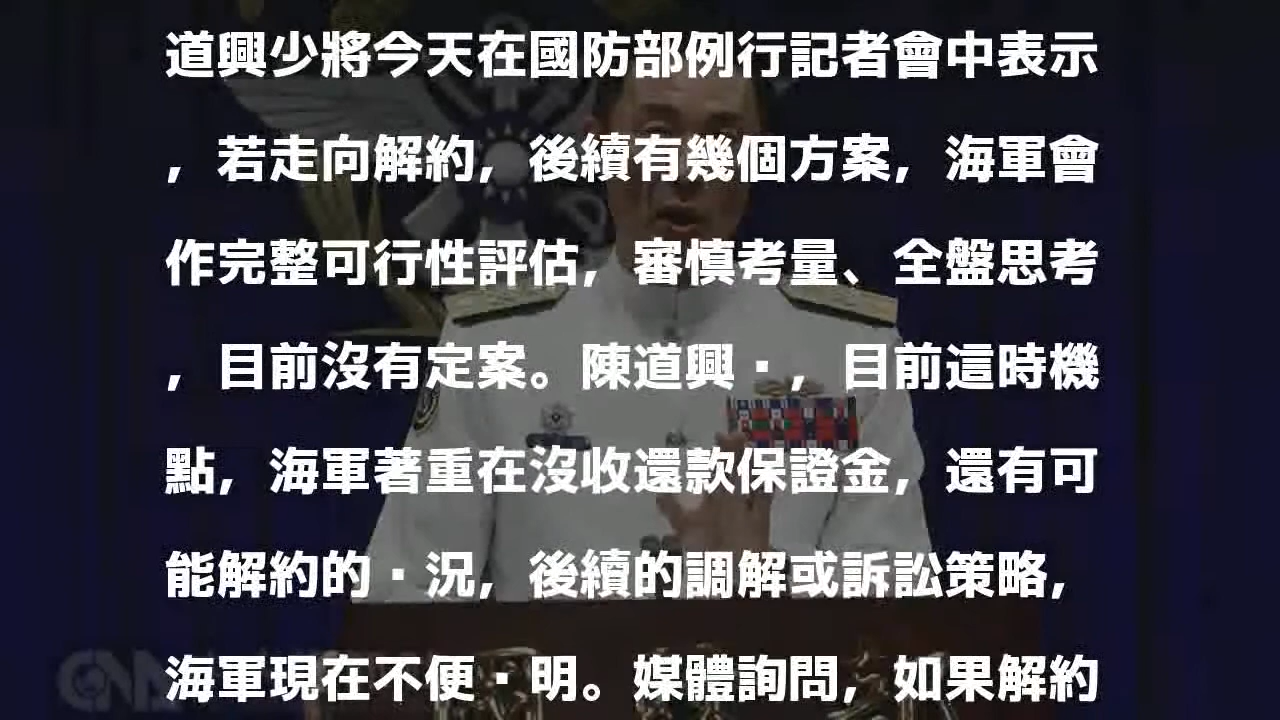 道興少將今天在國防部例行記者會中表示
，若走向解約，後續有幾個方案，海軍會
作完整可行性評估，審慎考量、全盤思考
，目前沒有定案。陳道興▪，目前這時機
點，海軍著重在沒收還款保證金，還有可
能解約的▪況，後續的調解或訴訟策略，
海軍現在不便▪明。媒體詢問，如果解約
CNA